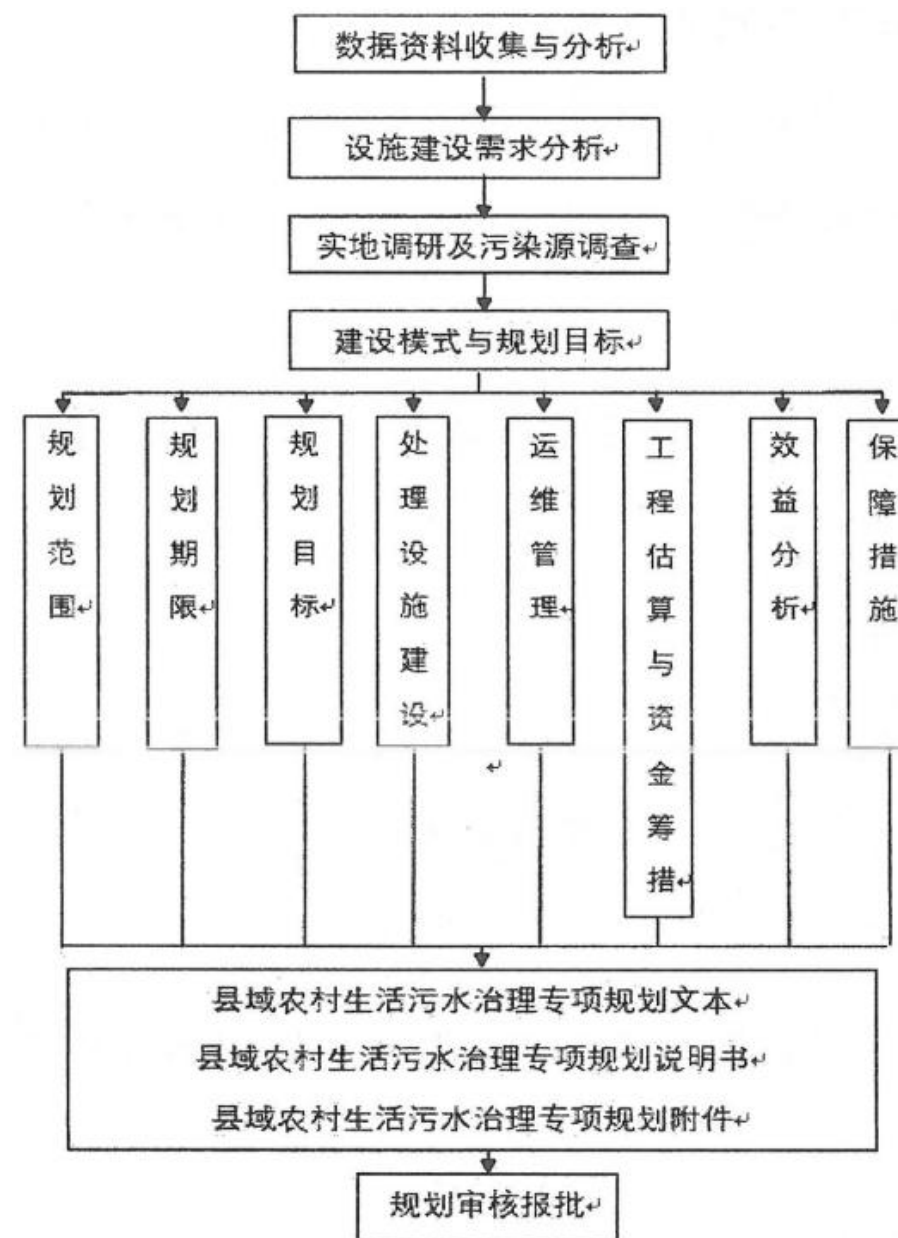 数据资料收集与分析
设施建设需求分析
实地调研及污染源调查
建设模式与规划目标
规划范围
规划期限
规划目标
处理设施建设
运维管理
工程估算与资金筹措
效益分析
保障措施
县域农村生活污水治理专项规划文本
县域农村生活污水治理专项规划说明书
县域农村生活污水治理专项规划附件
规划审核报批